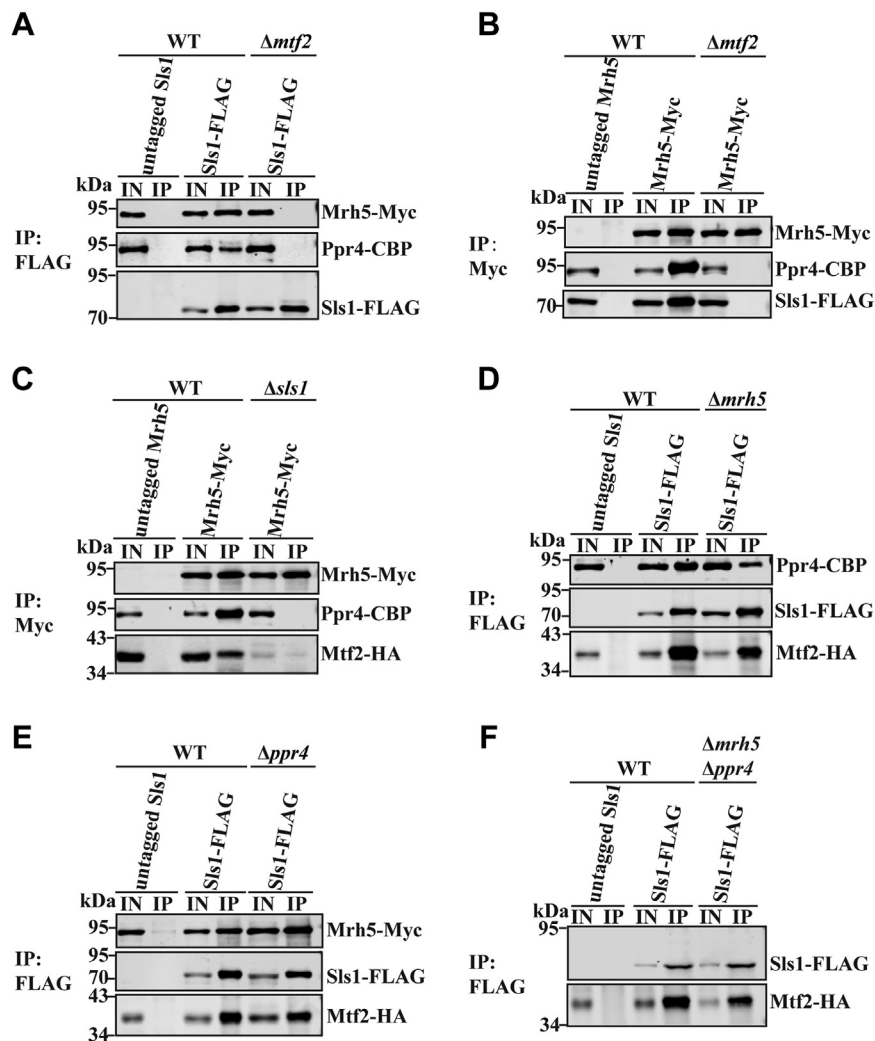 A
WT Δmtf2
untagged Sls1
Sls1-FLAG
Sls1-FLAG
kDa IN IP IN IP IN IP
95 Mrh5-Myc
IP: FLAG
95 Ppr4-CBP
95
70 Sls1-FLAG
B
WT Δmtf2
untagged Mrh5
Mrh5-Myc
Mrh5-Myc
kDa IN IP IN IP IN IP
95 Mrh5-Myc
IP: Myc
95 Ppr4-CBP
70 Sls1-FLAG
C
WT Δsls1
untagged Mrh5
Mrh5-Myc
Mrh5-Myc
kDa IN IP IN IP IN IP
95 Mrh5-Myc
IP: Myc
95 Ppr4-CBP
43
34 Mtf2-HA
D
WT Δmrh5
untagged Sls1
Sls1-FLAG
Sls1-FLAG
kDa IN IP IN IP IN IP
95 Ppr4-CBP
IP: FLAG
95
70 Sls1-FLAG
43
34 Mtf2-HA
E
WT Δppr4
untagged Sls1
Sls1-FLAG
Sls1-FLAG
kDa IN IP IN IP IN IP
95 Mrh5-Myc
IP: FLAG
95
70 Sls1-FLAG
43
34 Mtf2-HA
F
WT Δmrh5 Δppr4
untagged Sls1
Sls1-FLAG
Sls1-FLAG
kDa IN IP IN IP IN IP
95
IP: FLAG
Sls1-FLAG
34 Mtf2-HA